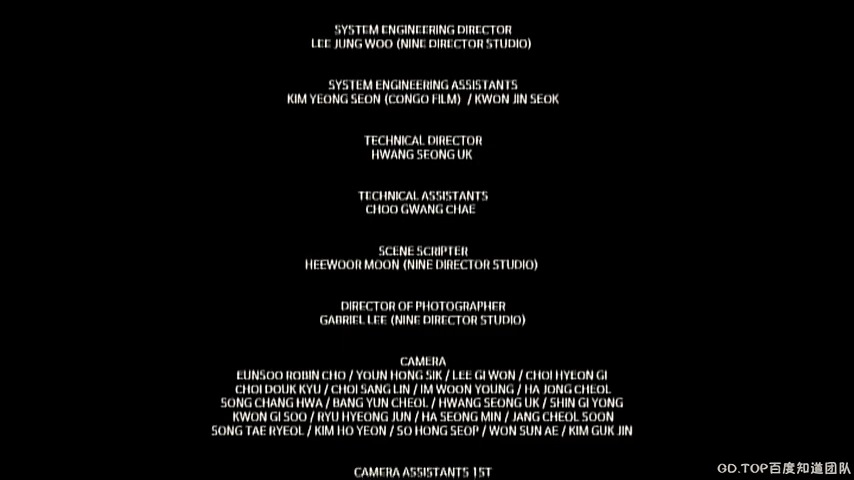 SYSTEM ENGINEERING DIRECTOR
LEE JUNG WOO (NINE DIRECTOR STUDIO)
SYSTEM ENGINEERING ASSISTANTS
KIM YEONG SEON (CONGO FILM) / KWON JIN SEOK
TECHNICAL DIRECTOR
HWANG SEONG UK
TECHNICAL ASSISTANTS
CHOO GWANG CHAE
SCENE SCRIPTER
HEEWOOR MOON (NINE DIRECTOR STUDIO)
DIRECTOR OF PHOTOGRAPHER
GABRIEL LEE (NINE DIRECTOR STUDIO)
CAMERA
EUNSOO ROBIN CHO / YOUN HONG SIK / LEE GI WON / CHOI HYEON GI
CHOI DOUK KYU / CHOI SANG LIN / IM WOON YOUNG / HA JONG CHEOL
SONG CHANG HWA / BANG YUN CHEOL / HWANG SEONG UK / SHIN GI YONG
KWON GI SOO / RYU HYEONG JUN / HA SEONG MIN / JANG CHEOL SOON
SONG TAE RYEOL / KIM HO YEON / SO HONG SEOP / WON SUN AE / KIM GUK JIN
CAMERA ASSISTANTS 1ST
GD.TOP百度知道团队